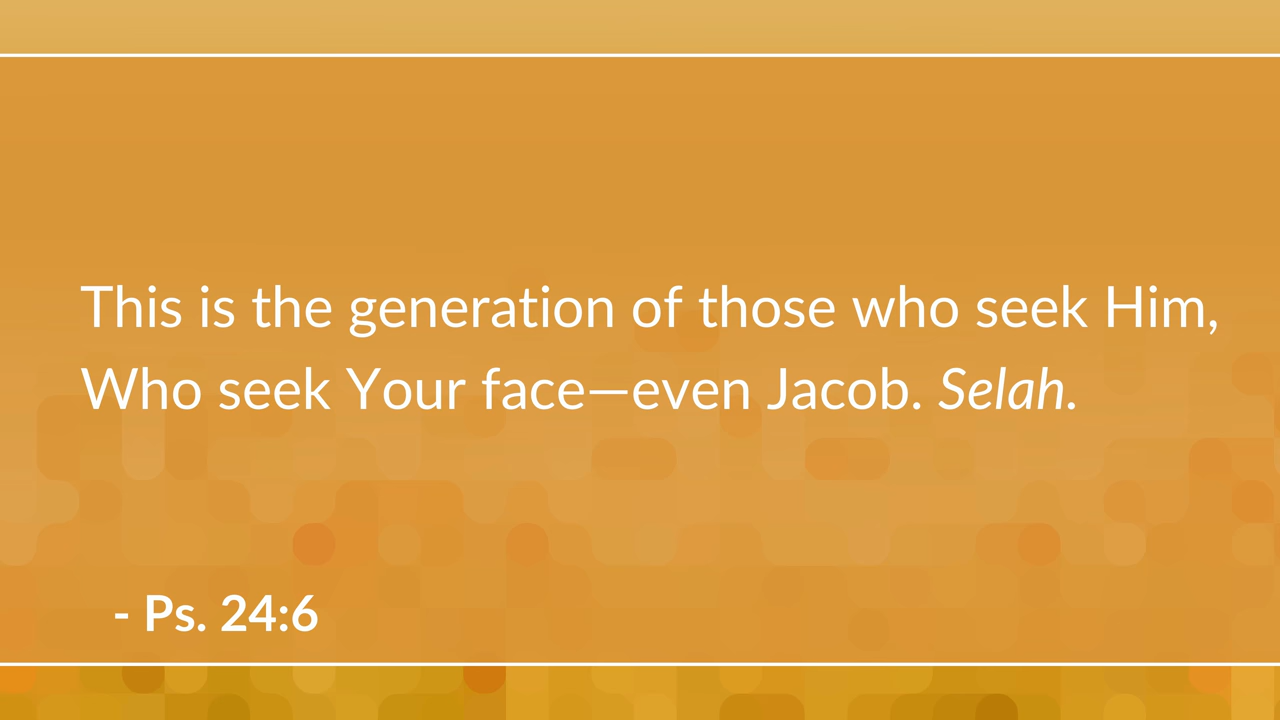 This is the generation of those who seek Him,
Who seek Your face—even Jacob. Selah.
- Ps. 24:6